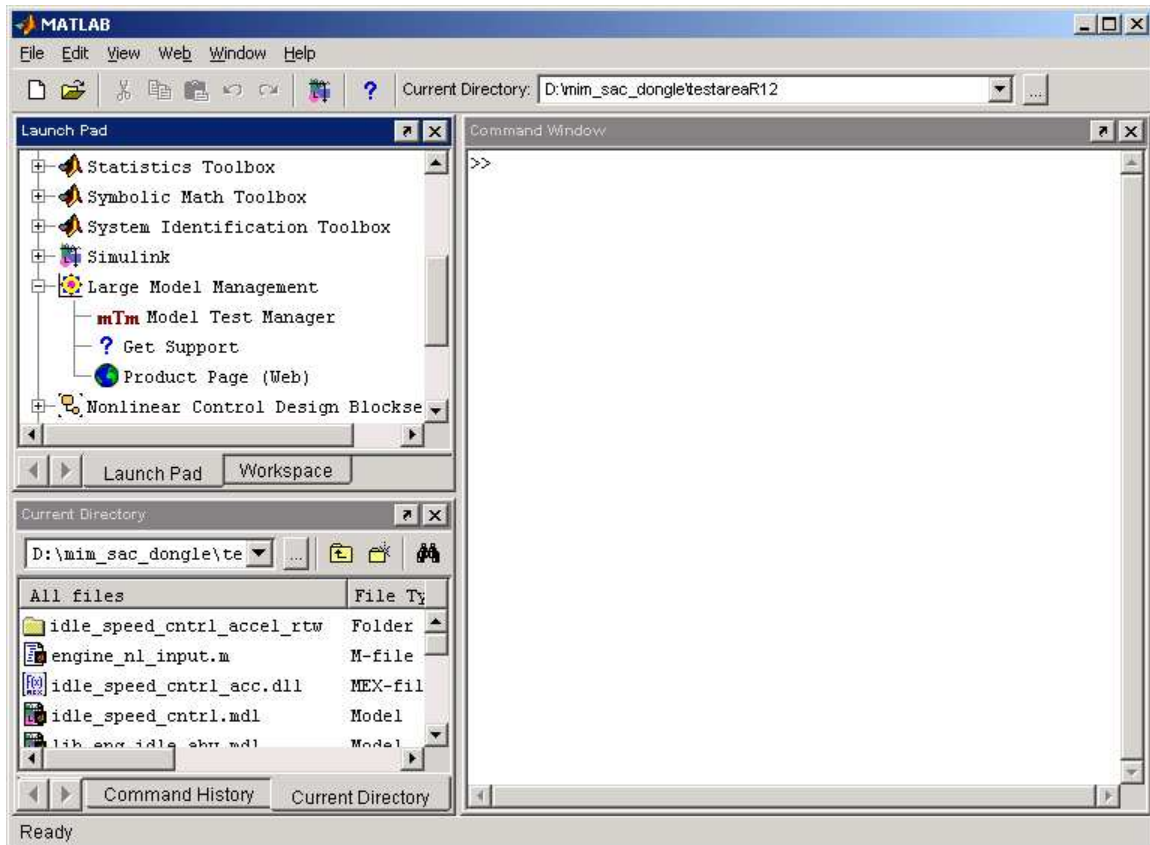 MATLAB
File Edit View Web Window Help
? Current Directory: D:\mim_sac_dongle\testareaR12 ...
Launch Pad
Statistics Toolbox
Symbolic Math Toolbox
System Identification Toolbox
Simulink
Large Model Management
mTm Model Test Manager
? Get Support
Product Page (Web)
Nonlinear Control Design Blockse
Launch Pad Workspace
Current Directory
D:\mim_sac_dongle\te ...
All files File Ty
idle_speed_cntrl_accel_rtw Folder
engine_nl_input.m M-file
idle_speed_cntrl_acc.dll MEX-fil
idle_speed_cntrl.mdl Model
Model
Command History Current Directory
Command Window
>>
Ready